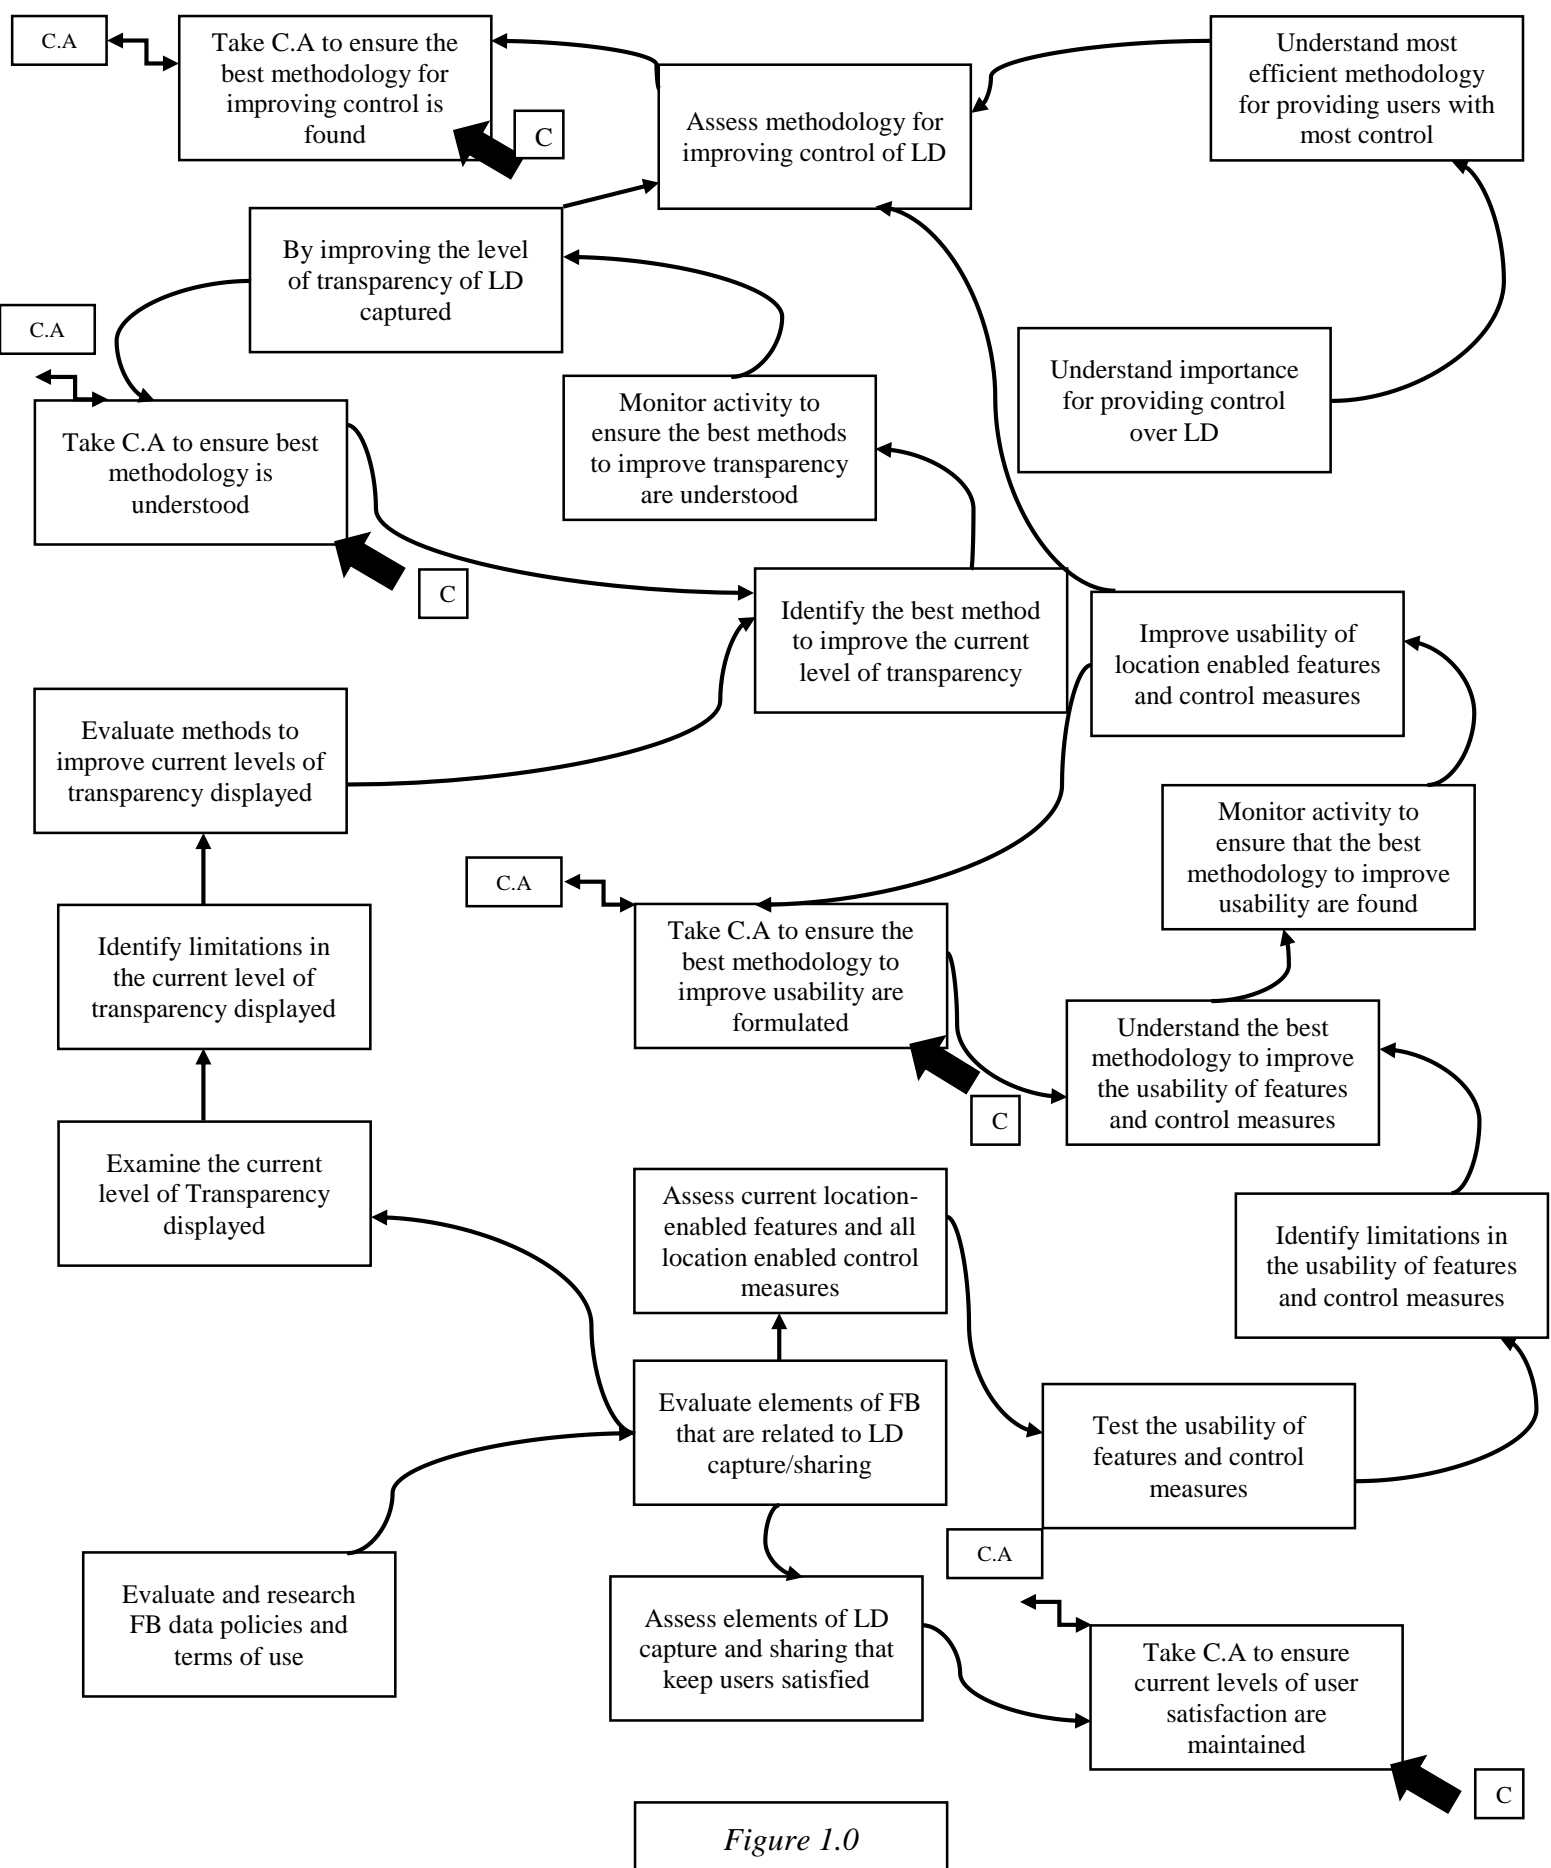 C.A
Take C.A to ensure the
best methodology for
improving control is
found
C
Assess methodology for
improving control of LD
Understand most
efficient methodology
for providing users with
most control
By improving the level
of transparency of LD
captured
C.A
Understand importance
for providing control
over LD
Monitor activity to
ensure the best methods
to improve transparency
are understood
Take C.A to ensure best
methodology is
understood
C
Identify the best method
to improve the current
level of transparency
Improve usability of
location enabled features
and control measures
Evaluate methods to
improve current levels of
transparency displayed
Monitor activity to
ensure that the best
methodology to improve
usability are found
C.A
Take C.A to ensure the
best methodology to
improve usability are
formulated
C
Identify limitations in
the current level of
transparency displayed
Understand the best
methodology to improve
the usability of features
and control measures
Examine the current
level of Transparency
displayed
Assess current location-
enabled features and all
location enabled control
measures
Identify limitations in
the usability of features
and control measures
Evaluate elements of FB
that are related to LD
capture/sharing
Test the usability of
features and control
measures
C.A
Evaluate and research
FB data policies and
terms of use
Assess elements of LD
capture and sharing that
keep users satisfied
Take C.A to ensure
current levels of user
satisfaction are
maintained
C
Figure 1.0